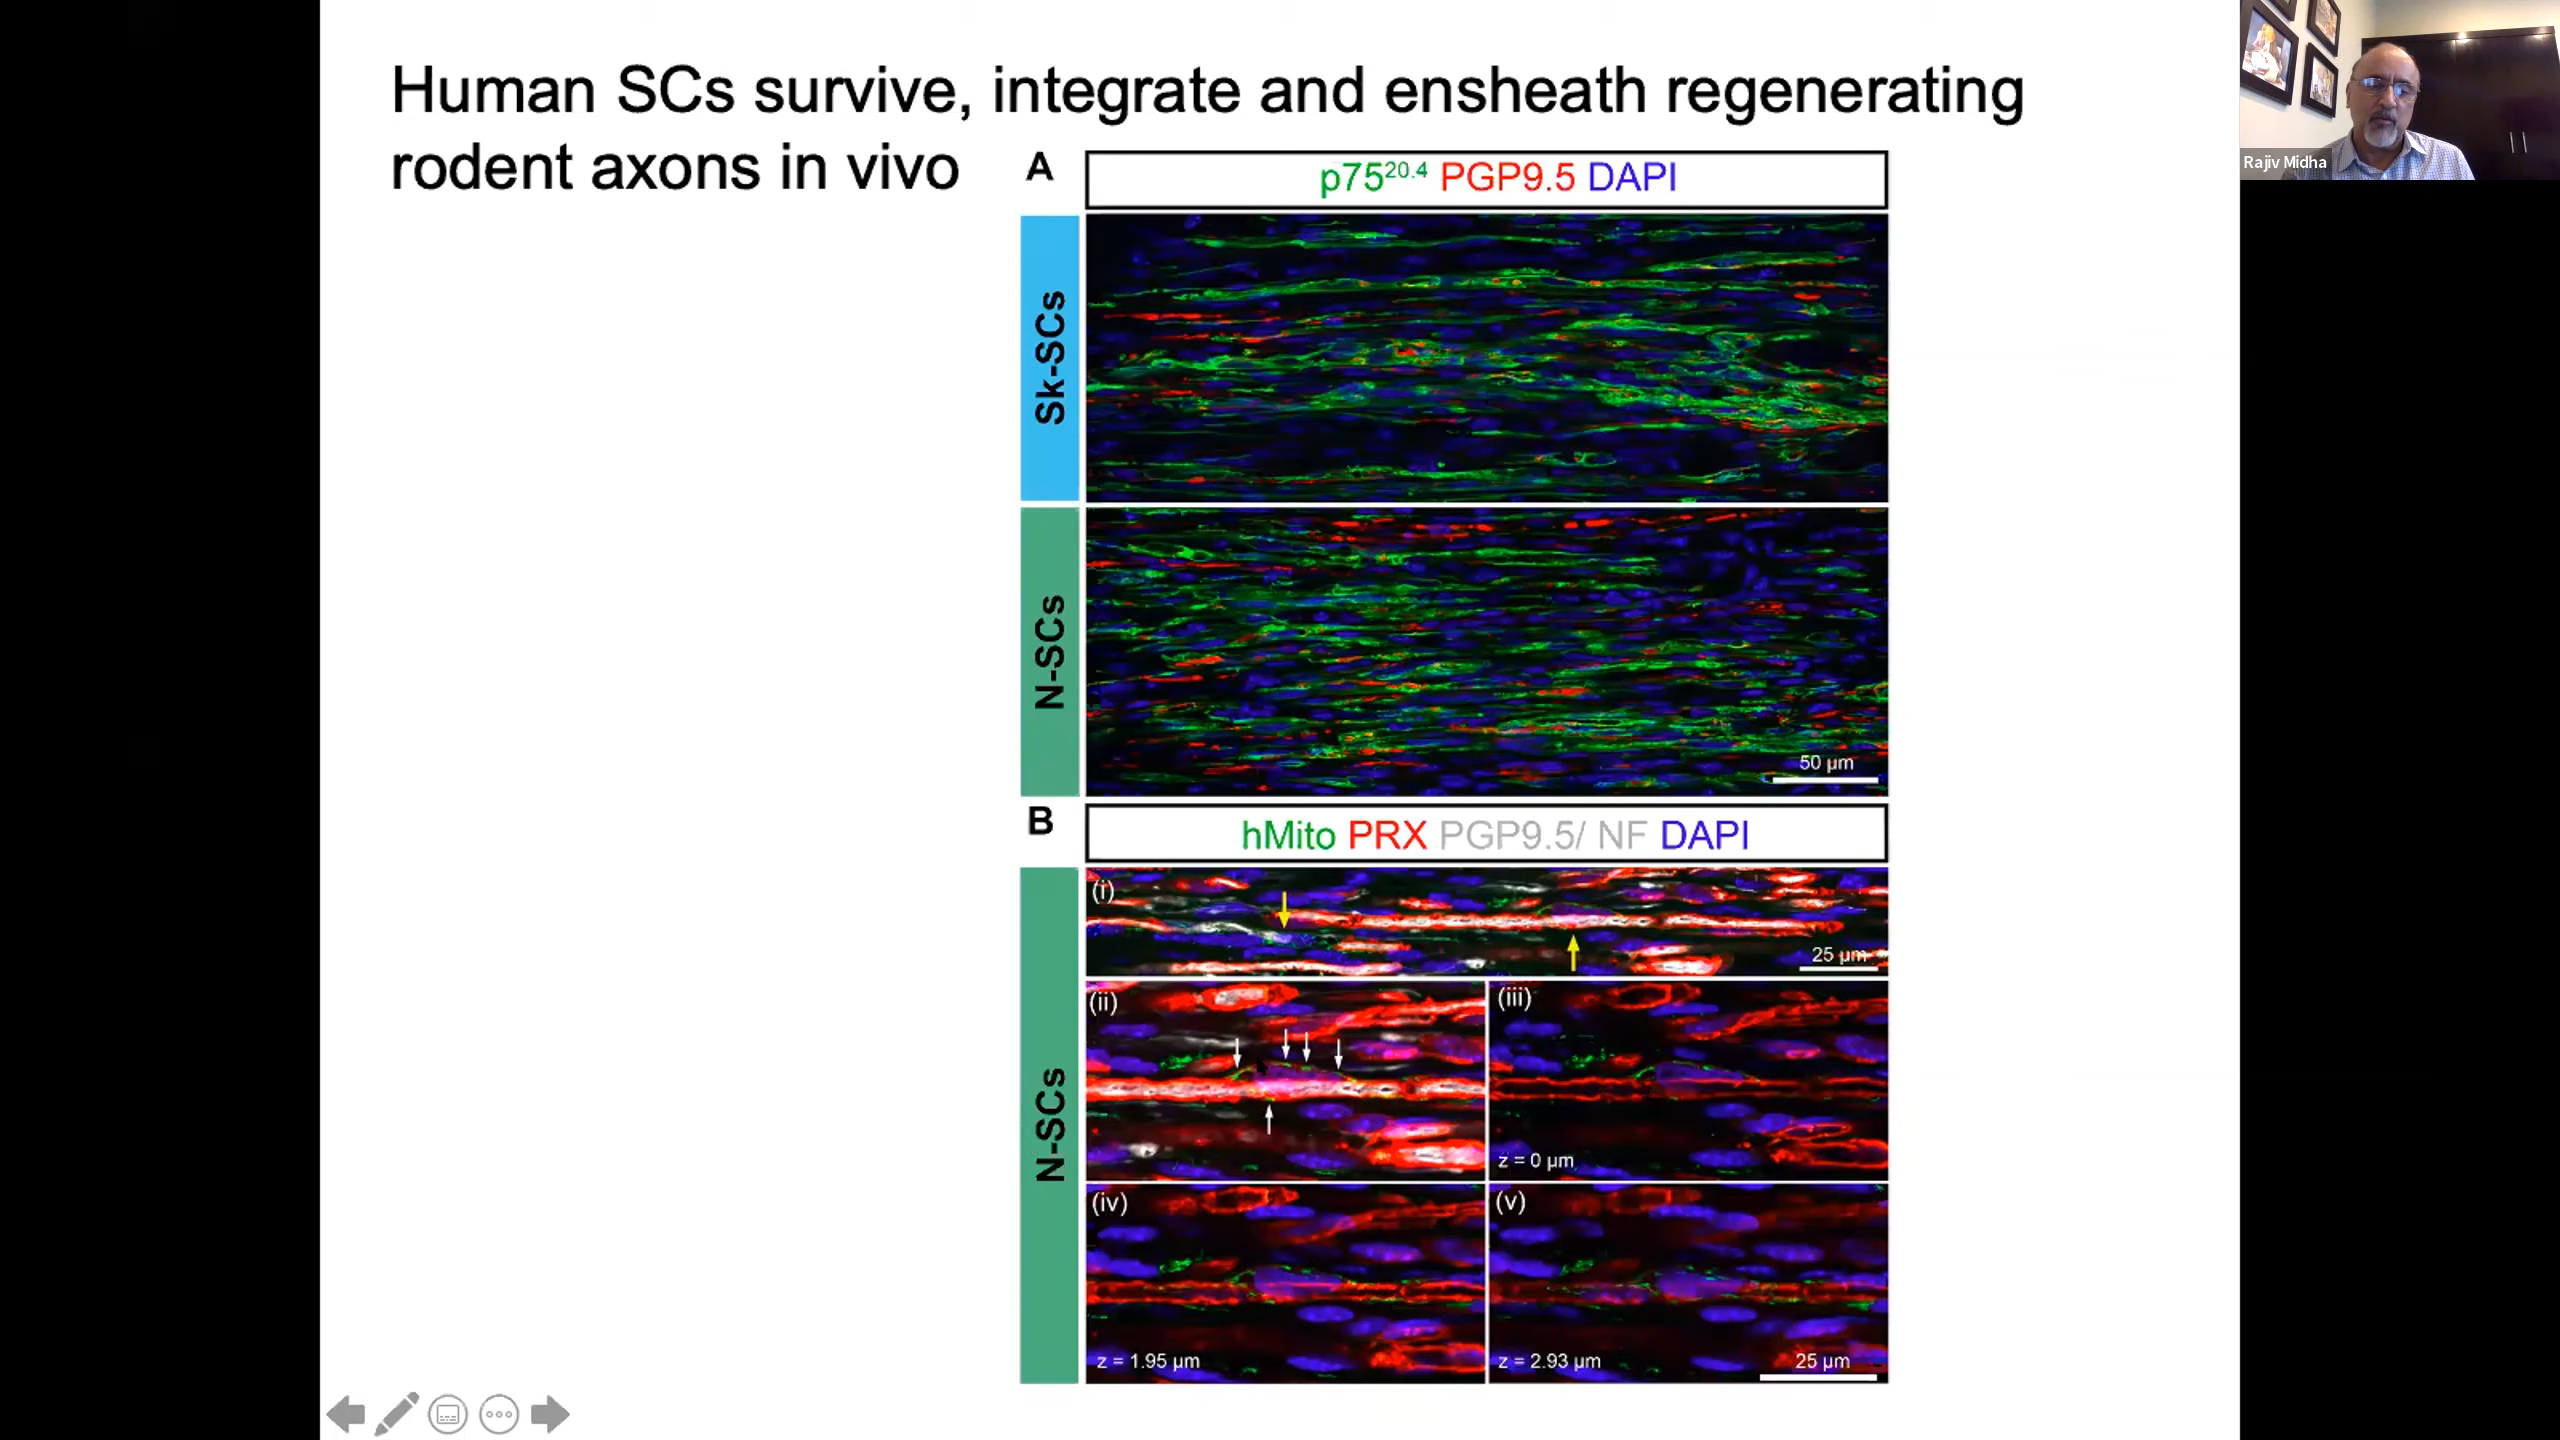 Human SCs survive, integrate and ensheath regenerating
rodent axons in vivo
Rajiv Midha
A
p75²⁰·⁴ PGP9.5 DAPI
Sk-SCs
N-SCs
50 µm
B
hMito PRX PGP9.5/ NF DAPI
N-SCs
(i)
25 µm
(ii)
(iii)
z = 0 µm
(iv)
z = 1.95 µm
(v)
z = 2.93 µm
25 µm